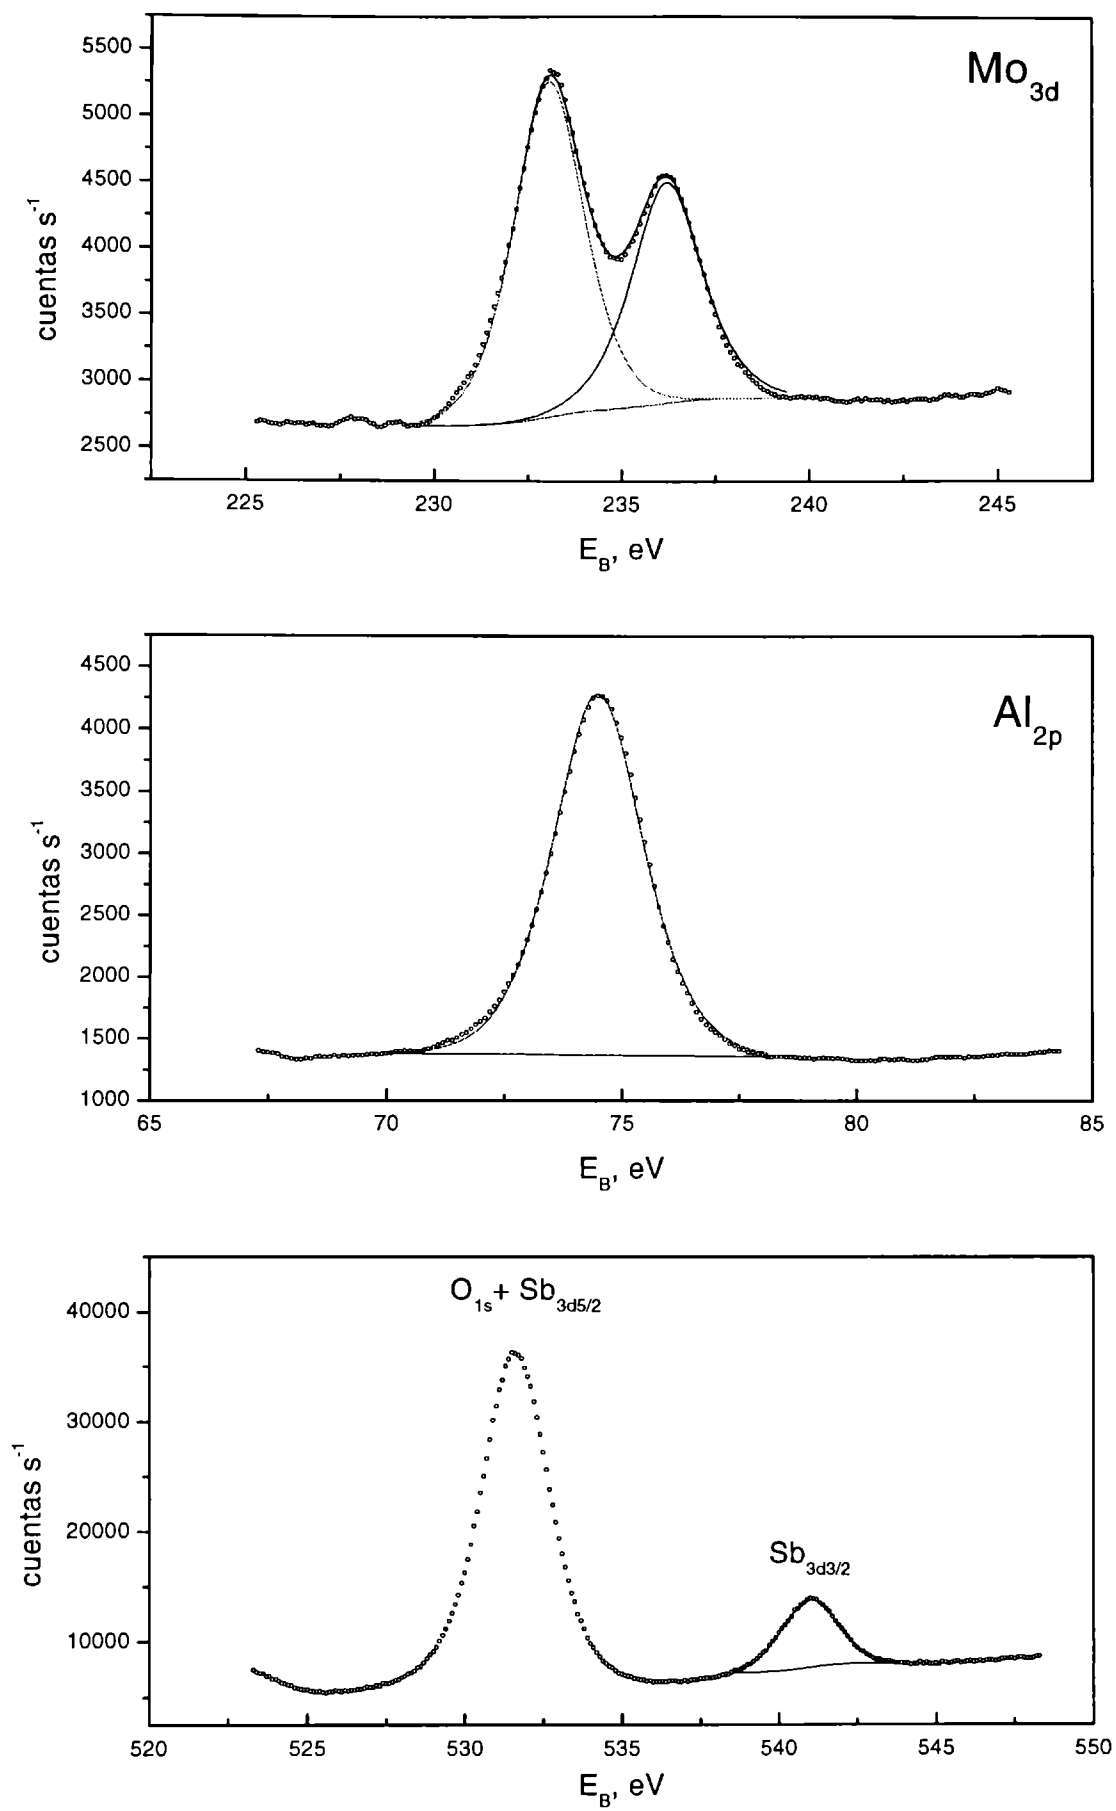 Mo3d
5500
5000
4500
4000
3500
3000
2500
cuentas s-1
225 230 235 240 245
EB, eV
Al2p
4500
4000
3500
3000
2500
2000
1500
1000
cuentas s-1
65 70 75 80 85
EB, eV
O1s+ Sb3d5/2
Sb3d3/2
40000
30000
20000
10000
cuentas s-1
520 525 530 535 540 545 550
EB, eV